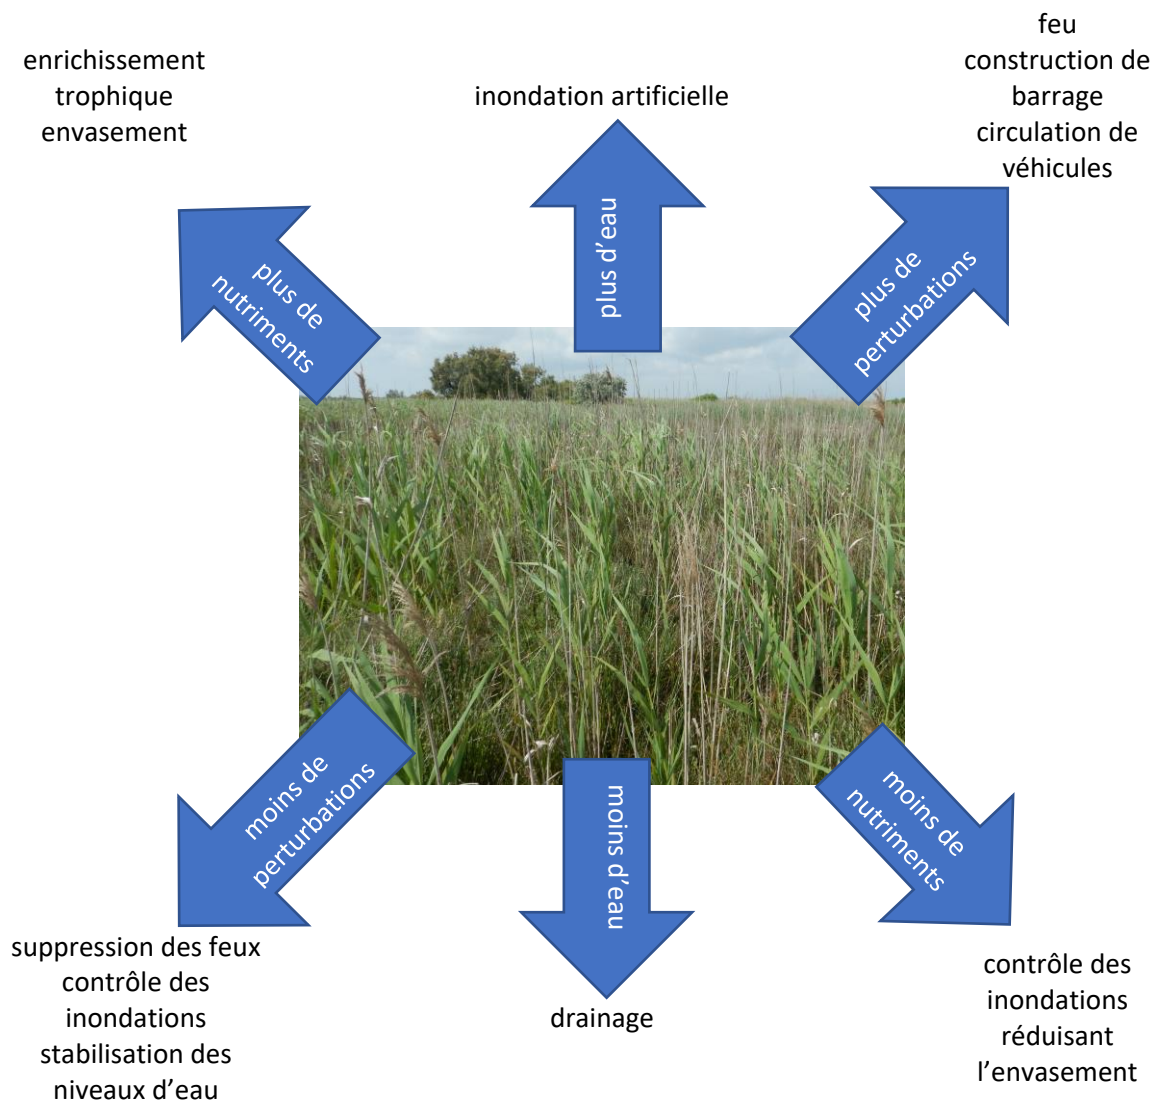 enrichissement
trophique
envasement
inondation artificielle
feu
construction de
barrage
circulation de
véhicules
plus de
nutriments
plus d’eau
plus de
perturbations
moins de
perturbations
moins d’eau
moins de
nutriments
suppression des feux
contrôle des
inondations
stabilisation des
niveaux d’eau
drainage
contrôle des
inondations
réduisant
l’envasement